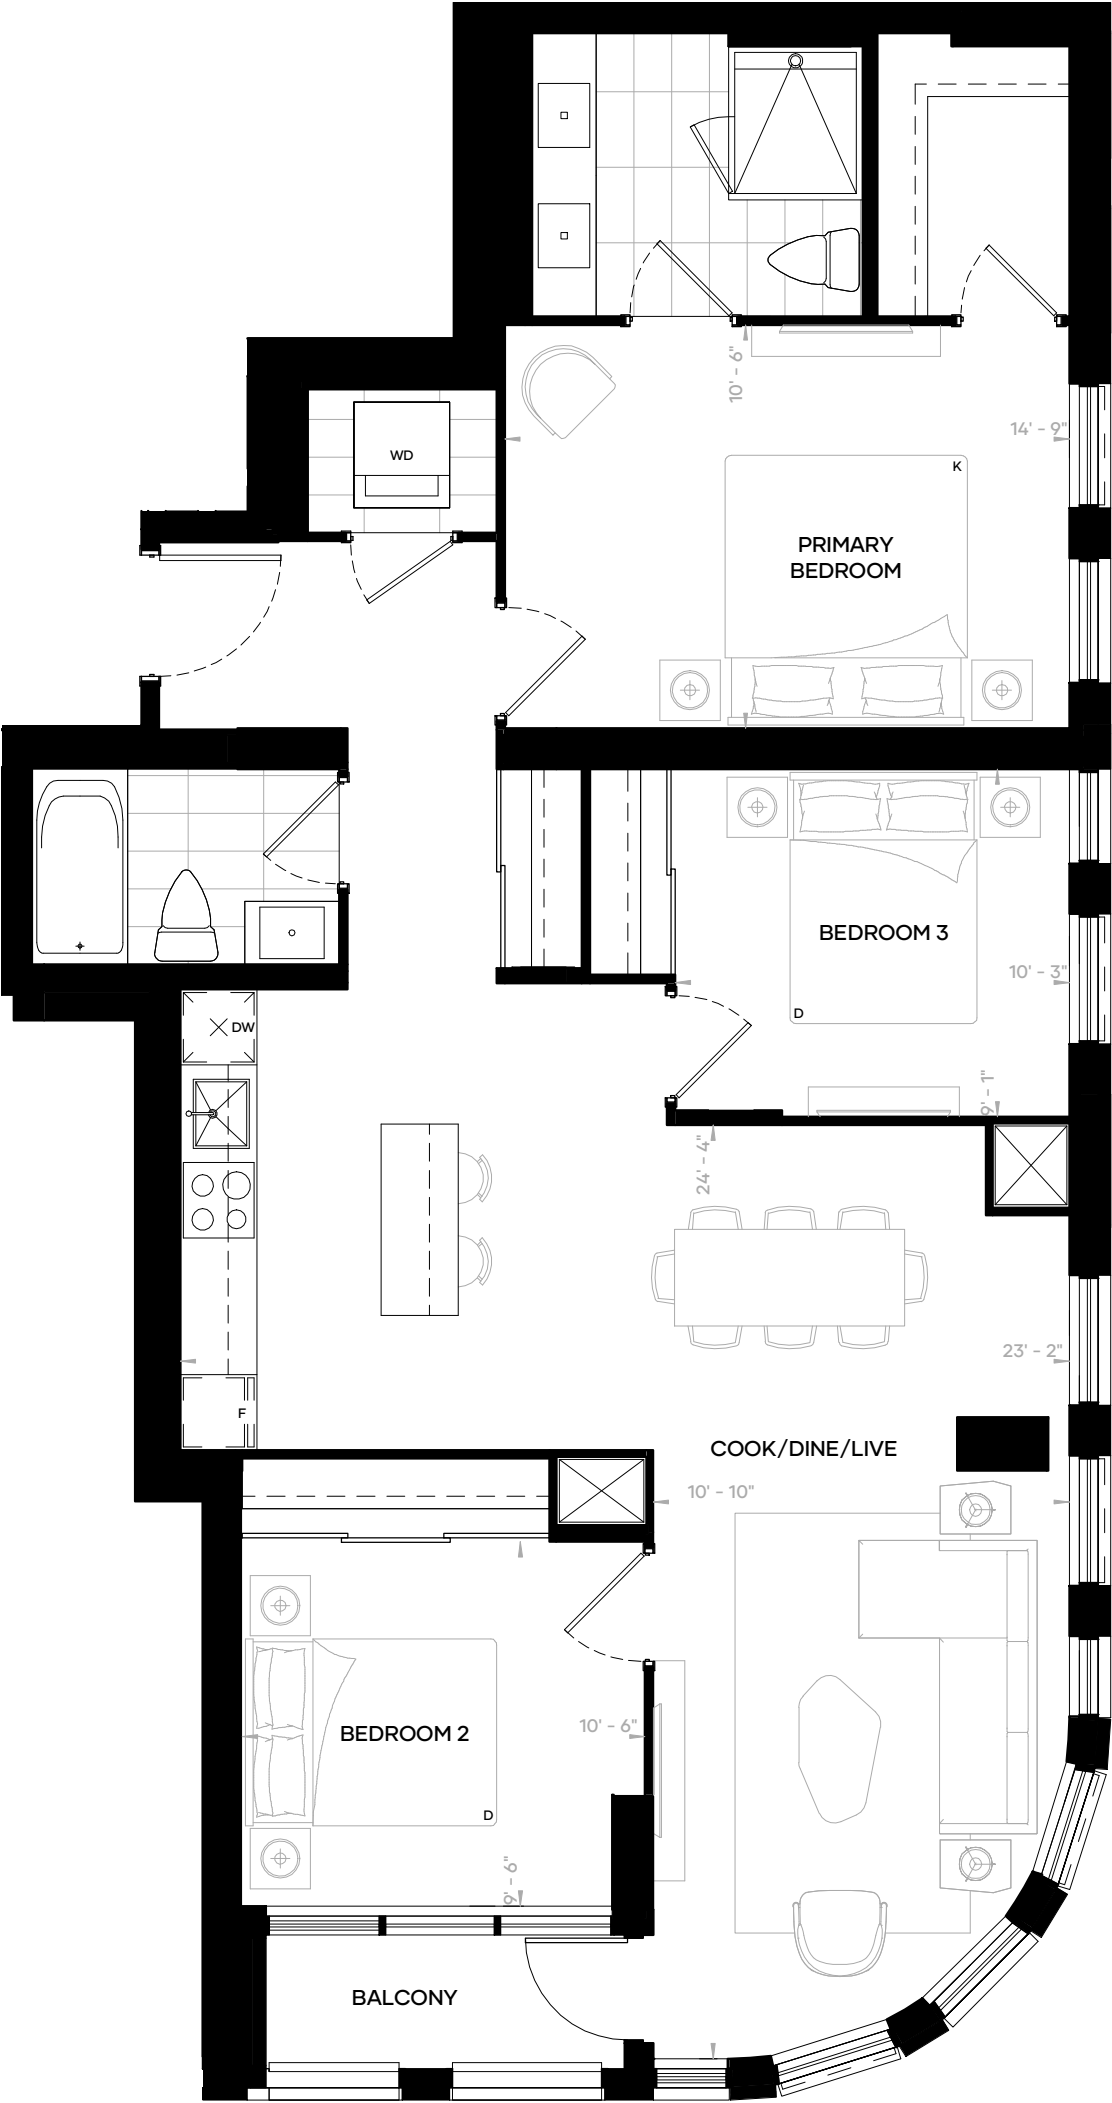 10' - 6"
14' - 9"
WD
K
PRIMARY
BEDROOM
BEDROOM 3
10' - 3"
D
DW
9' - 1"
24' - 4"
23' - 2"
F
COOK/DINE/LIVE
10' - 10"
10' - 6"
BEDROOM 2
D
9' - 6"
BALCONY